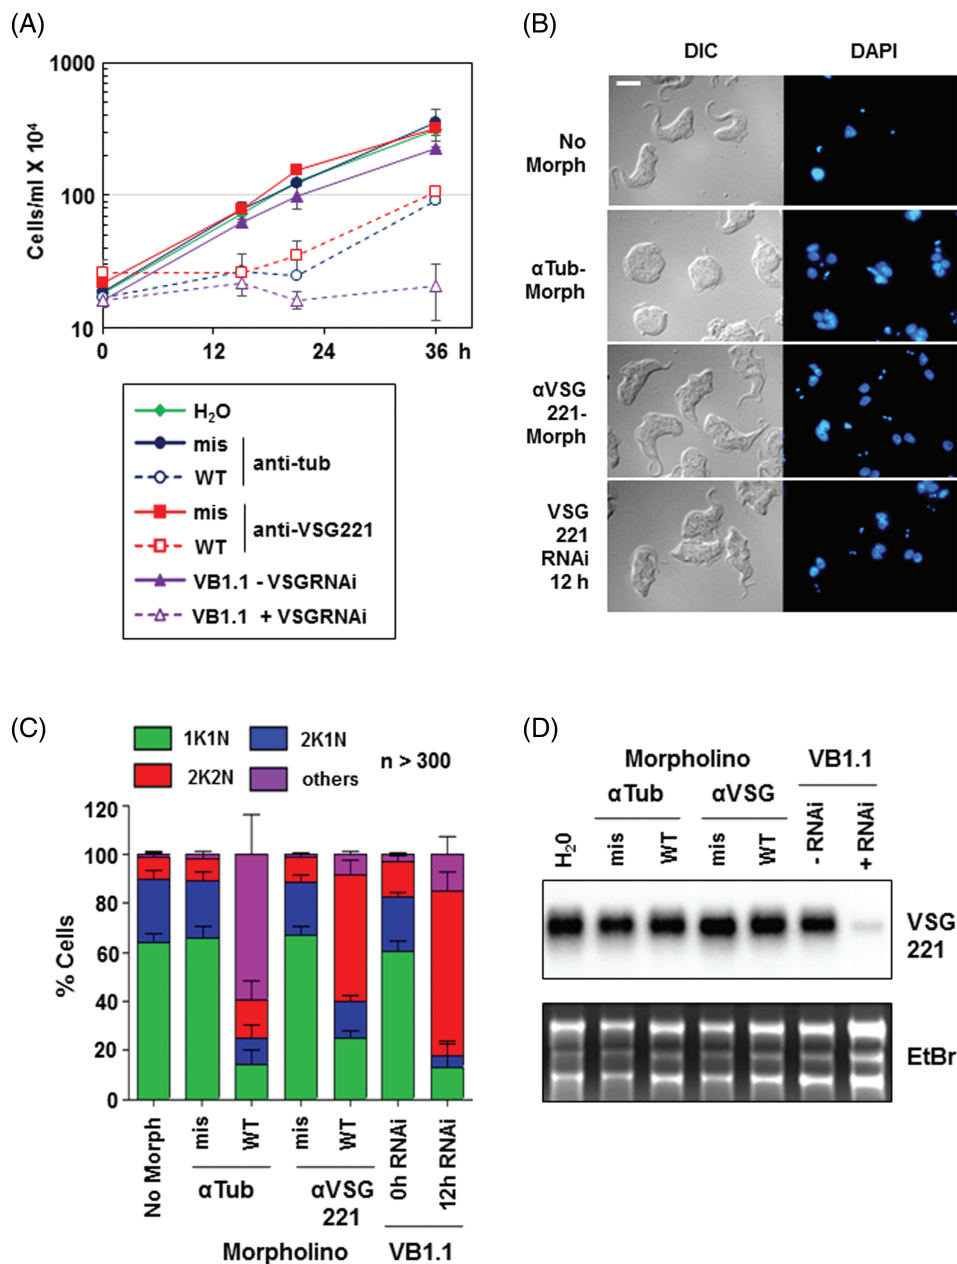 (A)
1000
100
10
Cells/ml X 10⁴
0 12 24 36 h
H₂O
mis
WT
anti-tub
mis
WT
anti-VSG221
VB1.1 - VSGRNAi
VB1.1 + VSGRNAi
(B)
DIC DAPI
No
Morph
αTub-
Morph
αVSG
221-
Morph
VSG
221
RNAi
12 h
(C)
1K1N 2K1N
2K2N others
n > 300
120
100
80
60
40
20
0
% Cells
No Morph
mis
WT
mis
WT
0h RNAi
12h RNAi
αTub
αVSG
221
Morpholino VB1.1
(D)
Morpholino VB1.1
αTub αVSG
H₂0
mis
WT
mis
WT
- RNAi
+ RNAi
VSG
221
EtBr